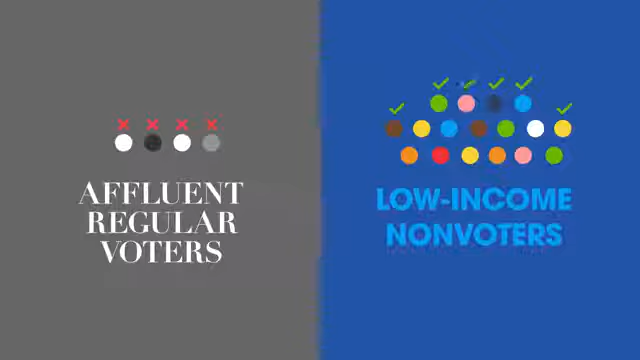 AFFLUENT
REGULAR
VOTERS
LOW-INCOME
NONVOTERS